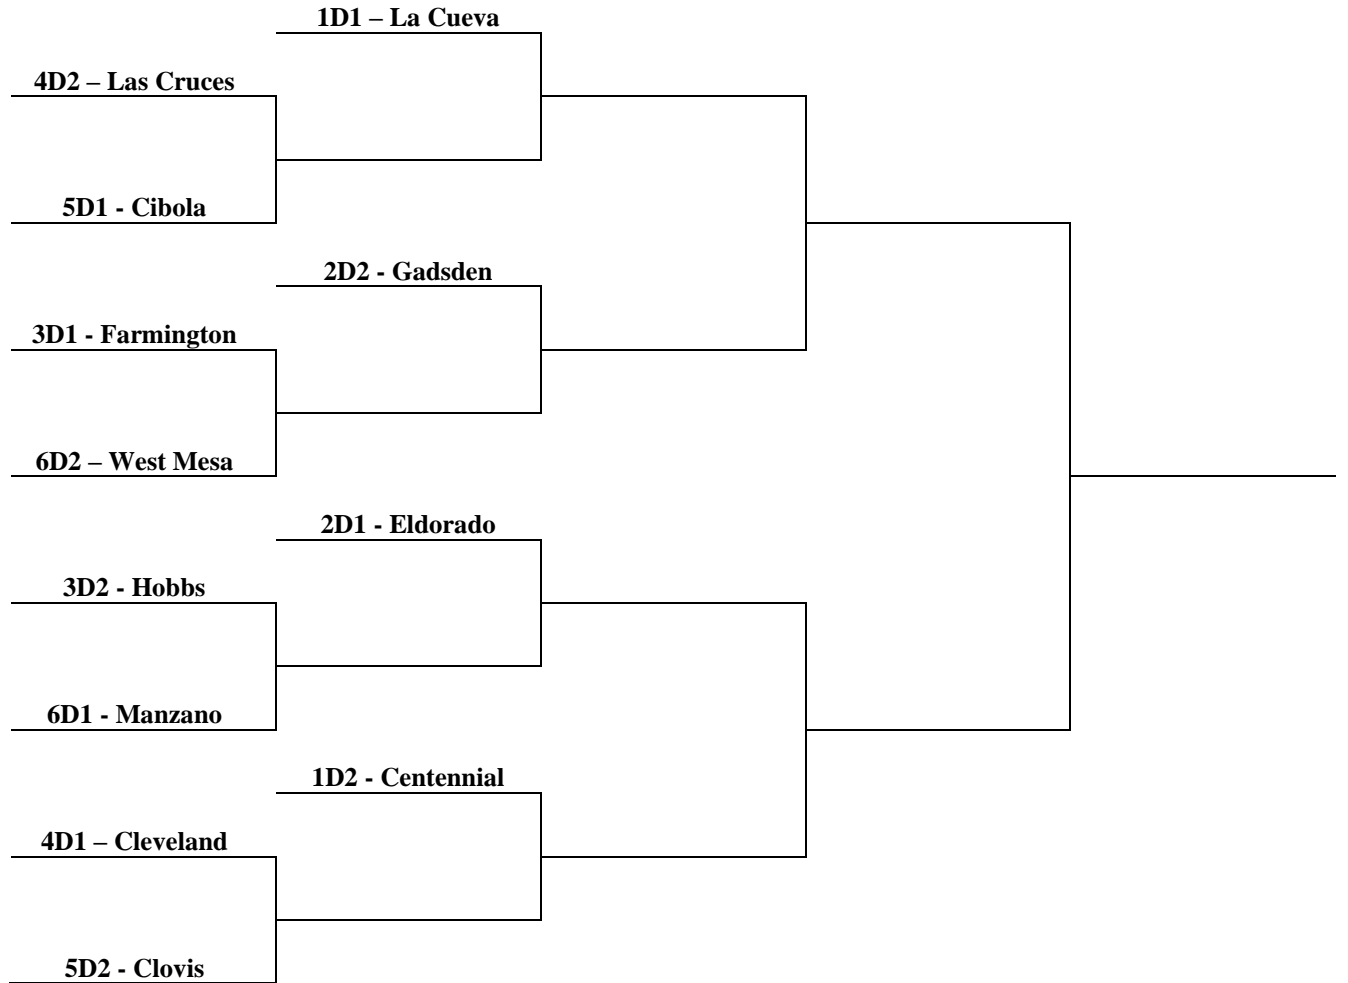 1D1 – La Cueva
4D2 – Las Cruces
5D1 - Cibola
2D2 - Gadsden
3D1 - Farmington
6D2 – West Mesa
2D1 - Eldorado
3D2 - Hobbs
6D1 - Manzano
1D2 - Centennial
4D1 – Cleveland
5D2 - Clovis